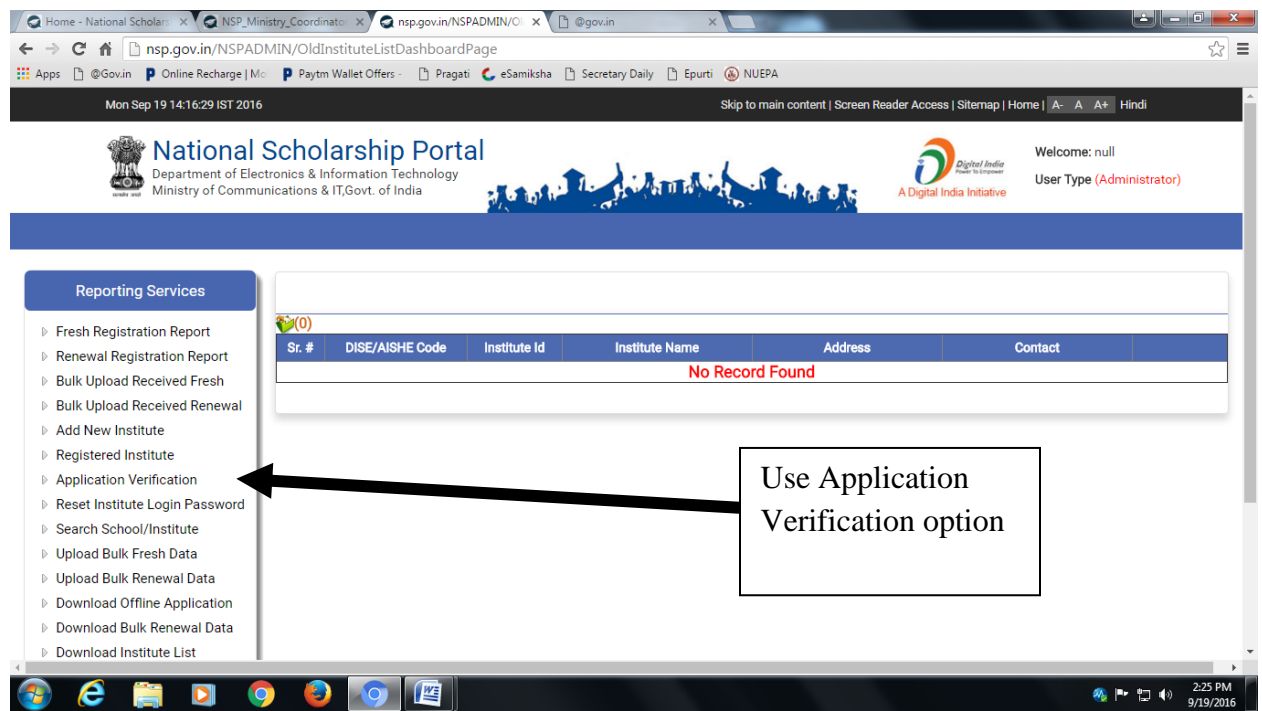 Home - National Scholars
NSP_Ministry_Coordinato
nsp.gov.in/NSPADMIN/Ol
@gov.in
nsp.gov.in/NSPADMIN/OldInstituteListDashboardPage
Apps @Gov.in Online Recharge | Mo Paytm Wallet Offers - Pragati eSamiksha Secretary Daily Epurti NUEPA
Mon Sep 19 14:16:29 IST 2016
Skip to main content | Screen Reader Access | Sitemap | Home | A- A A+ Hindi
National Scholarship Portal
Department of Electronics & Information Technology
Ministry of Communications & IT,Govt. of India
Digital India
Power To Empower
A Digital India Initiative
Welcome: null
User Type (Administrator)
Reporting Services
Fresh Registration Report
Renewal Registration Report
Bulk Upload Received Fresh
Bulk Upload Received Renewal
Add New Institute
Registered Institute
Application Verification
Reset Institute Login Password
Search School/Institute
Upload Bulk Fresh Data
Upload Bulk Renewal Data
Download Offline Application
Download Bulk Renewal Data
Download Institute List
(0)
Sr. # DISE/AISHE Code Institute Id Institute Name Address Contact
No Record Found
Use Application
Verification option
2:25 PM
9/19/2016